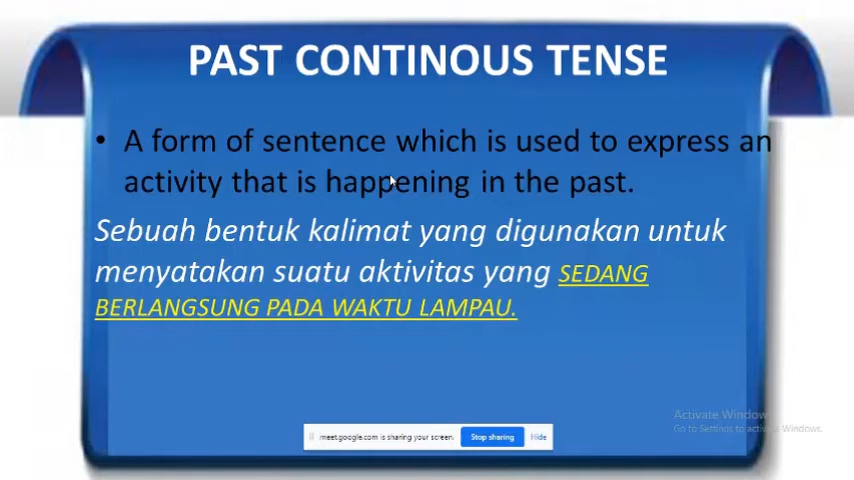 PAST CONTINOUS TENSE
• A form of sentence which is used to express an
activity that is happening in the past.
Sebuah bentuk kalimat yang digunakan untuk
menyatakan suatu aktivitas yang SEDANG
BERLANGSUNG PADA WAKTU LAMPAU.
Activate Window
Go to Settings to activate Windows.
meet.google.com is sharing your screen. Stop sharing Hide